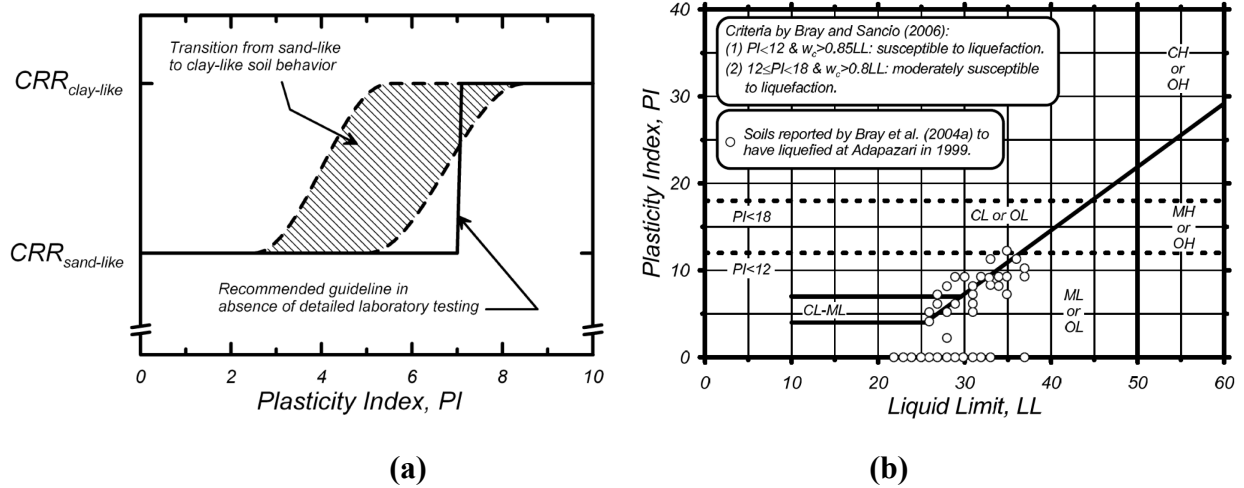 Transition from sand-like
to clay-like soil behavior
CRRclay-like
CRRsand-like
Recommended guideline in
absence of detailed laboratory testing
0 2 4 6 8 10
Plasticity Index, PI
(a)
Plasticity Index, PI
40
30
20
10
0
Criteria by Bray and Sancio (2006):
(1) PI<12 & wc>0.85LL: susceptible to liquefaction.
(2) 12≤PI<18 & wc>0.8LL: moderately susceptible
to liquefaction.
Soils reported by Bray et al. (2004a) to
have liquefied at Adapazari in 1999.
CH
or
OH
PI<18
CL or OL
MH
or
OH
PI<12
CL-ML
ML
or
OL
0 10 20 30 40 50 60
Liquid Limit, LL
(b)